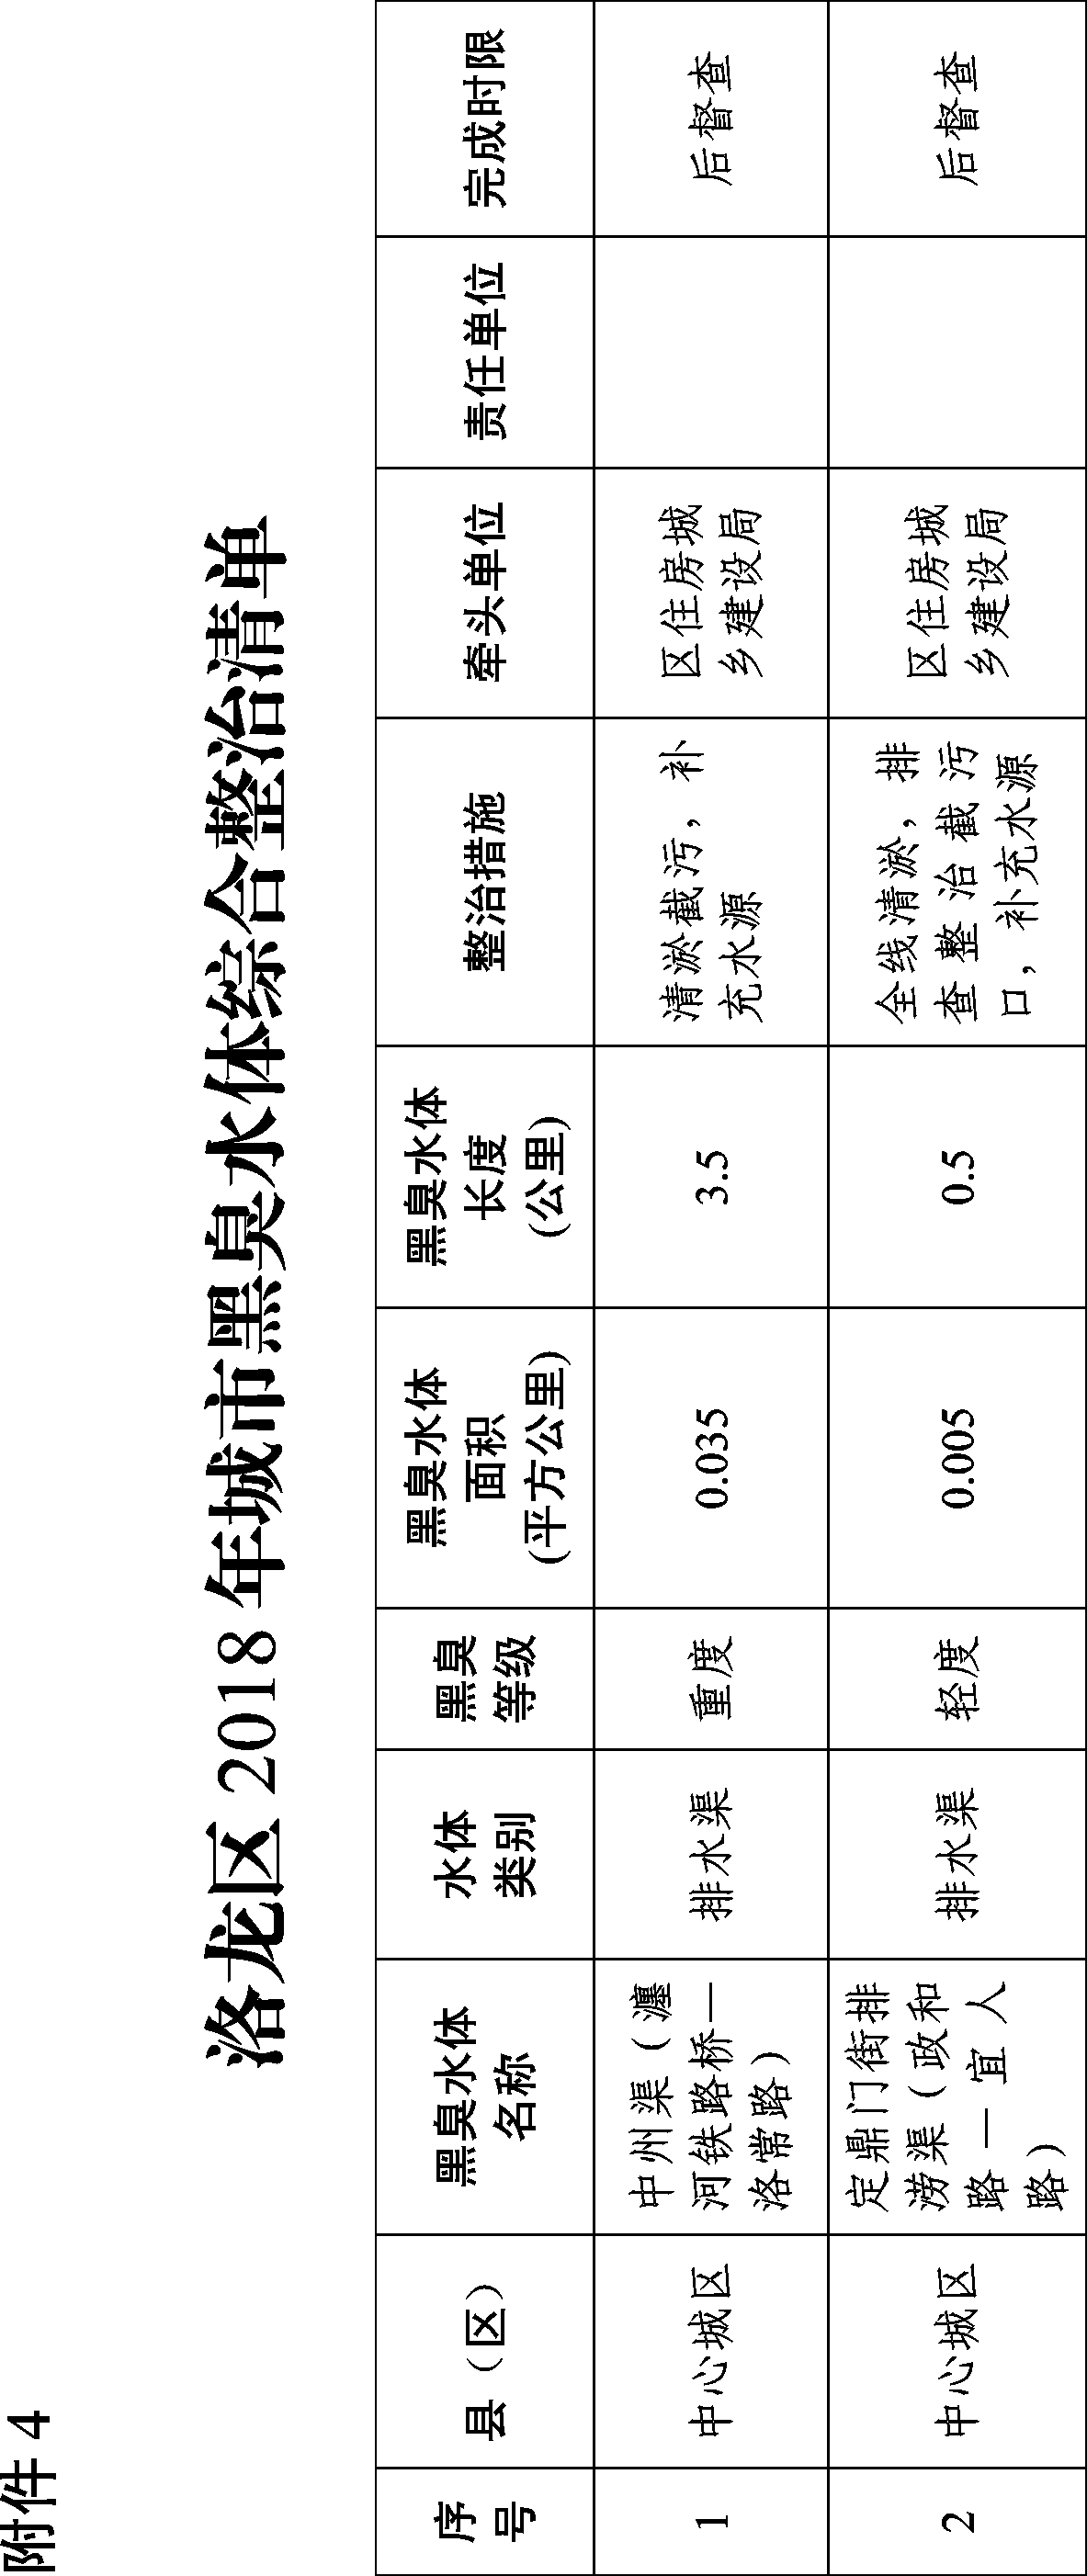 附件 4
洛龙区 2018 年城市黑臭水体综合整治清单
序
号
县（区）
黑臭水体
名称
水体
类别
黑臭
等级
黑臭水体
面积
(平方公里)
黑臭水体
长度
(公里)
整治措施
牵头单位
责任单位
完成时限
1
中心城区
中州渠（瀍
河铁路桥—
洛常路）
排水渠
重度
0.035
3.5
清淤截污，补
充水源
区住房城
乡建设局
后督查
2
中心城区
定鼎门街排
涝渠（政和
路—宜人
路）
排水渠
轻度
0.005
0.5
全线清淤，排
查整治截污
口，补充水源
区住房城
乡建设局
后督查